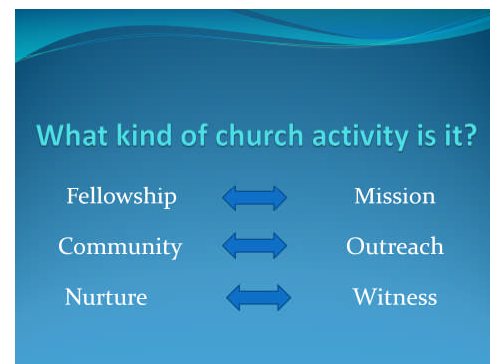 What kind of church activity is it?
Fellowship Mission
Community Outreach
Nurture Witness